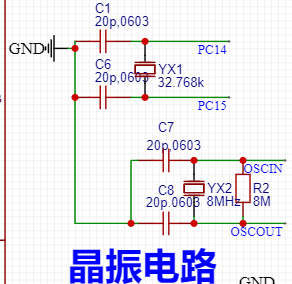 C1
20p,0603
GND
PC14
C6
20p,0603
YX1
32.768k
PC15
C7
20p,0603
OSCIN
C8
20p.0603
YX2
8MHz
R2
8M
OSCOUT
晶振电路
GND